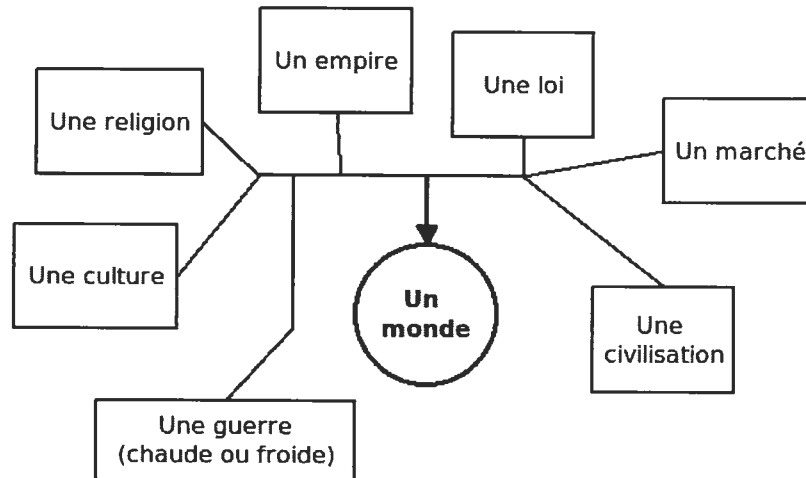 Un empire
Une loi
Une religion
Un marché
Une culture
Un
monde
Une
civilisation
Une guerre
(chaude ou froide)